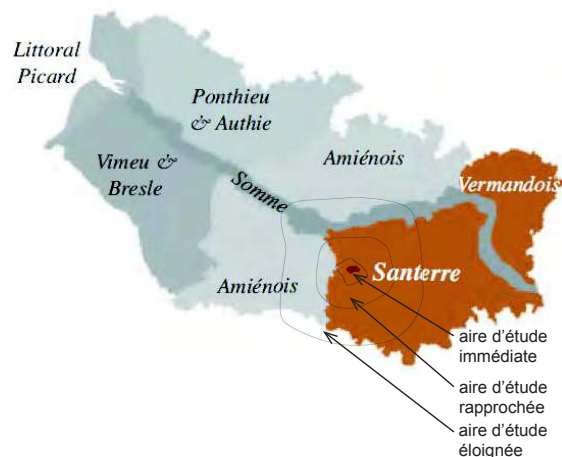 Littoral
Picard
Ponthieu
& Authie
Vimeu &
Bresle
Amiénois
Somme
Vermandois
Amiénois
Santerre
aire d'étude
immédiate
aire d'étude
rapprochée
aire d'étude
éloignée